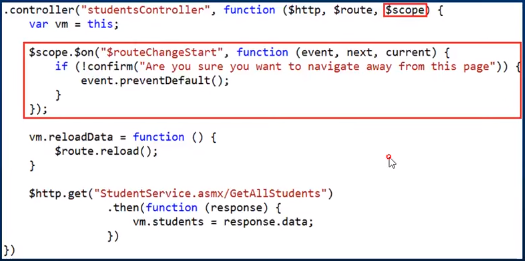 .controller("studentsController", function ($http, $route, $scope) {
var vm = this;
$scope.$on("$routeChangeStart", function (event, next, current) {
if (!confirm("Are you sure you want to navigate away from this page")) {
event.preventDefault();
}
});
vm.reloadData = function () {
$route.reload();
}
$http.get("StudentService.asmx/GetAllStudents")
.then(function (response) {
vm.students = response.data;
})
})